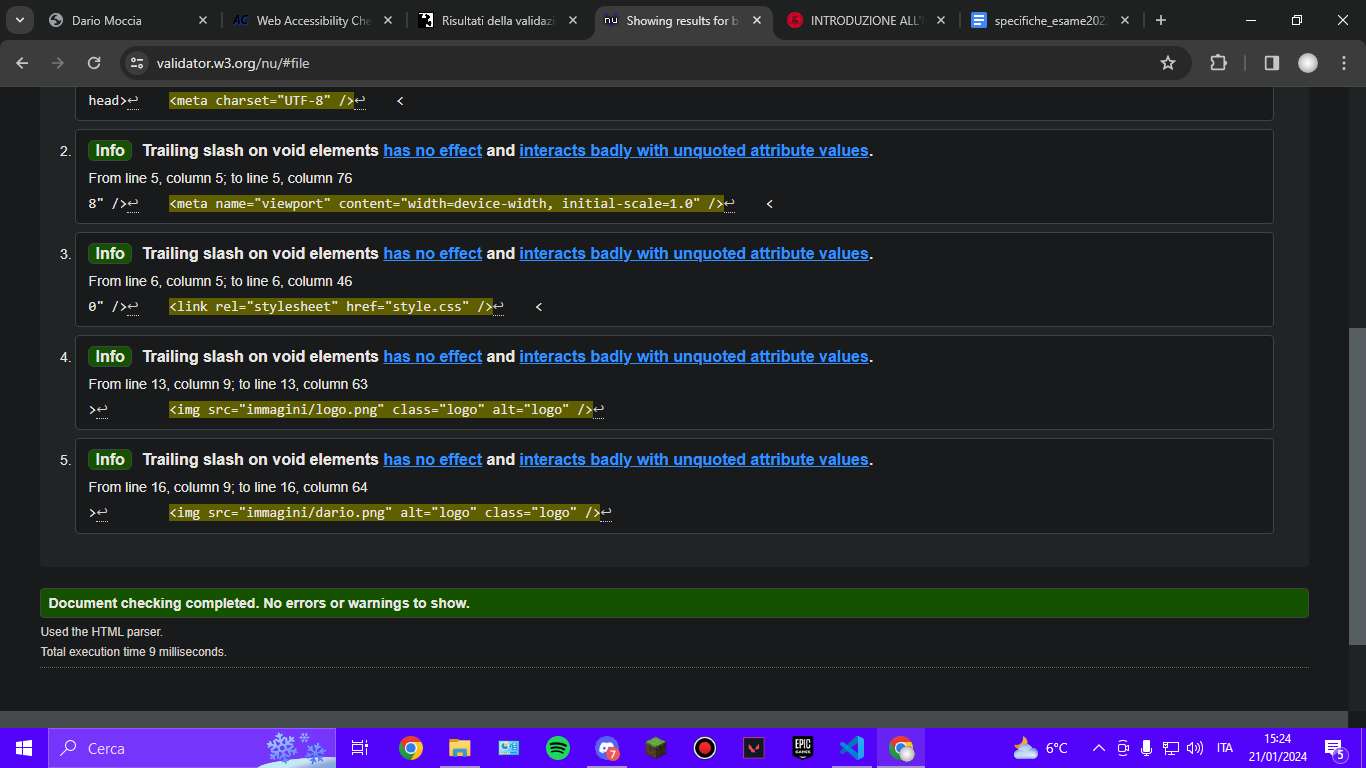 Dario Moccia
Web Accessibility Che
Risultati della validazi
Showing results for b
INTRODUZIONE ALL'I
specifiche_esame202
validator.w3.org/nu/#file
head>↩ <meta charset="UTF-8" />↩ <
2. Info Trailing slash on void elements has no effect and interacts badly with unquoted attribute values.
From line 5, column 5; to line 5, column 76
8" />↩ <meta name="viewport" content="width=device-width, initial-scale=1.0" />↩ <
3. Info Trailing slash on void elements has no effect and interacts badly with unquoted attribute values.
From line 6, column 5; to line 6, column 46
0" />↩ <link rel="stylesheet" href="style.css" />↩ <
4. Info Trailing slash on void elements has no effect and interacts badly with unquoted attribute values.
From line 13, column 9; to line 13, column 63
>↩ <img src="immagini/logo.png" class="logo" alt="logo" />↩
5. Info Trailing slash on void elements has no effect and interacts badly with unquoted attribute values.
From line 16, column 9; to line 16, column 64
>↩ <img src="immagini/dario.png" alt="logo" class="logo" />↩
Document checking completed. No errors or warnings to show.
Used the HTML parser.
Total execution time 9 milliseconds.
Cerca
7
EPIC GAMES
6°C
ITA
15:24
21/01/2024
5